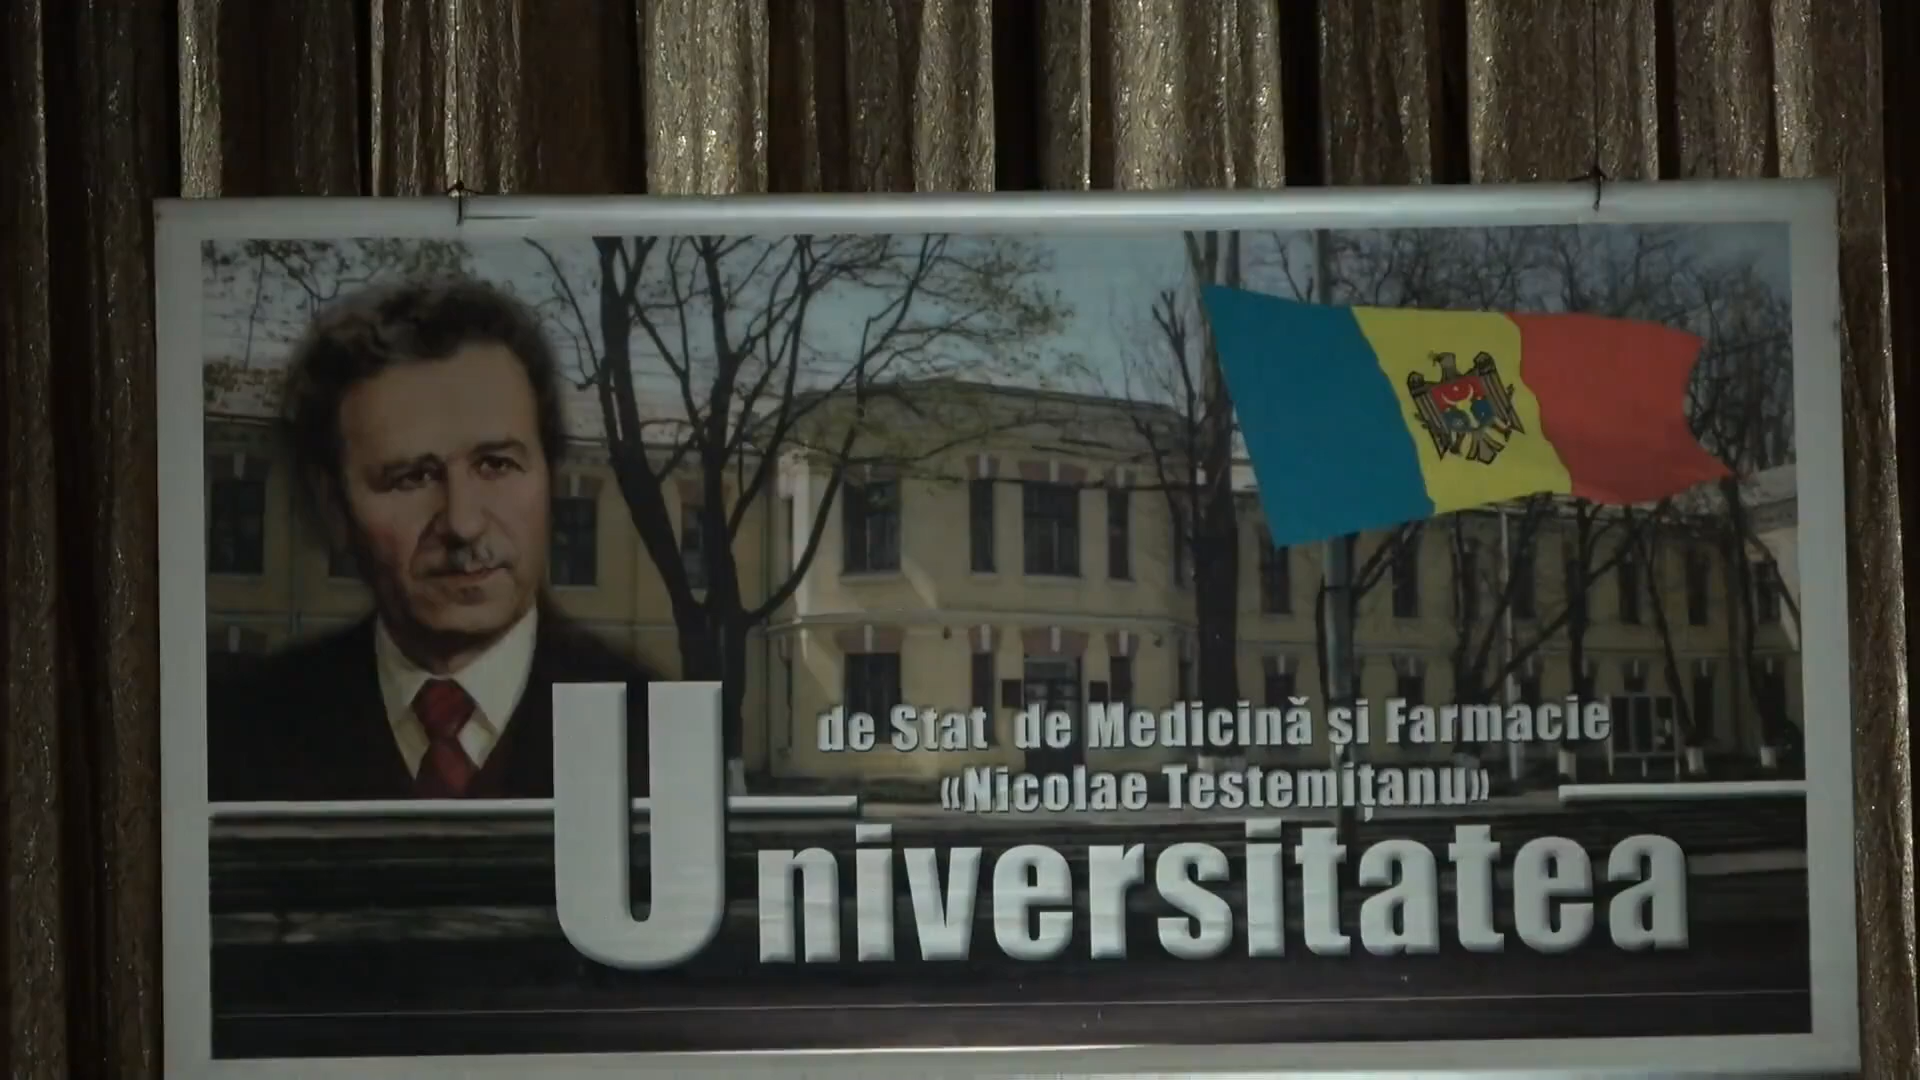 de Stat de Medicină și Farmacie
«Nicolae Testemițanu»
Universitatea